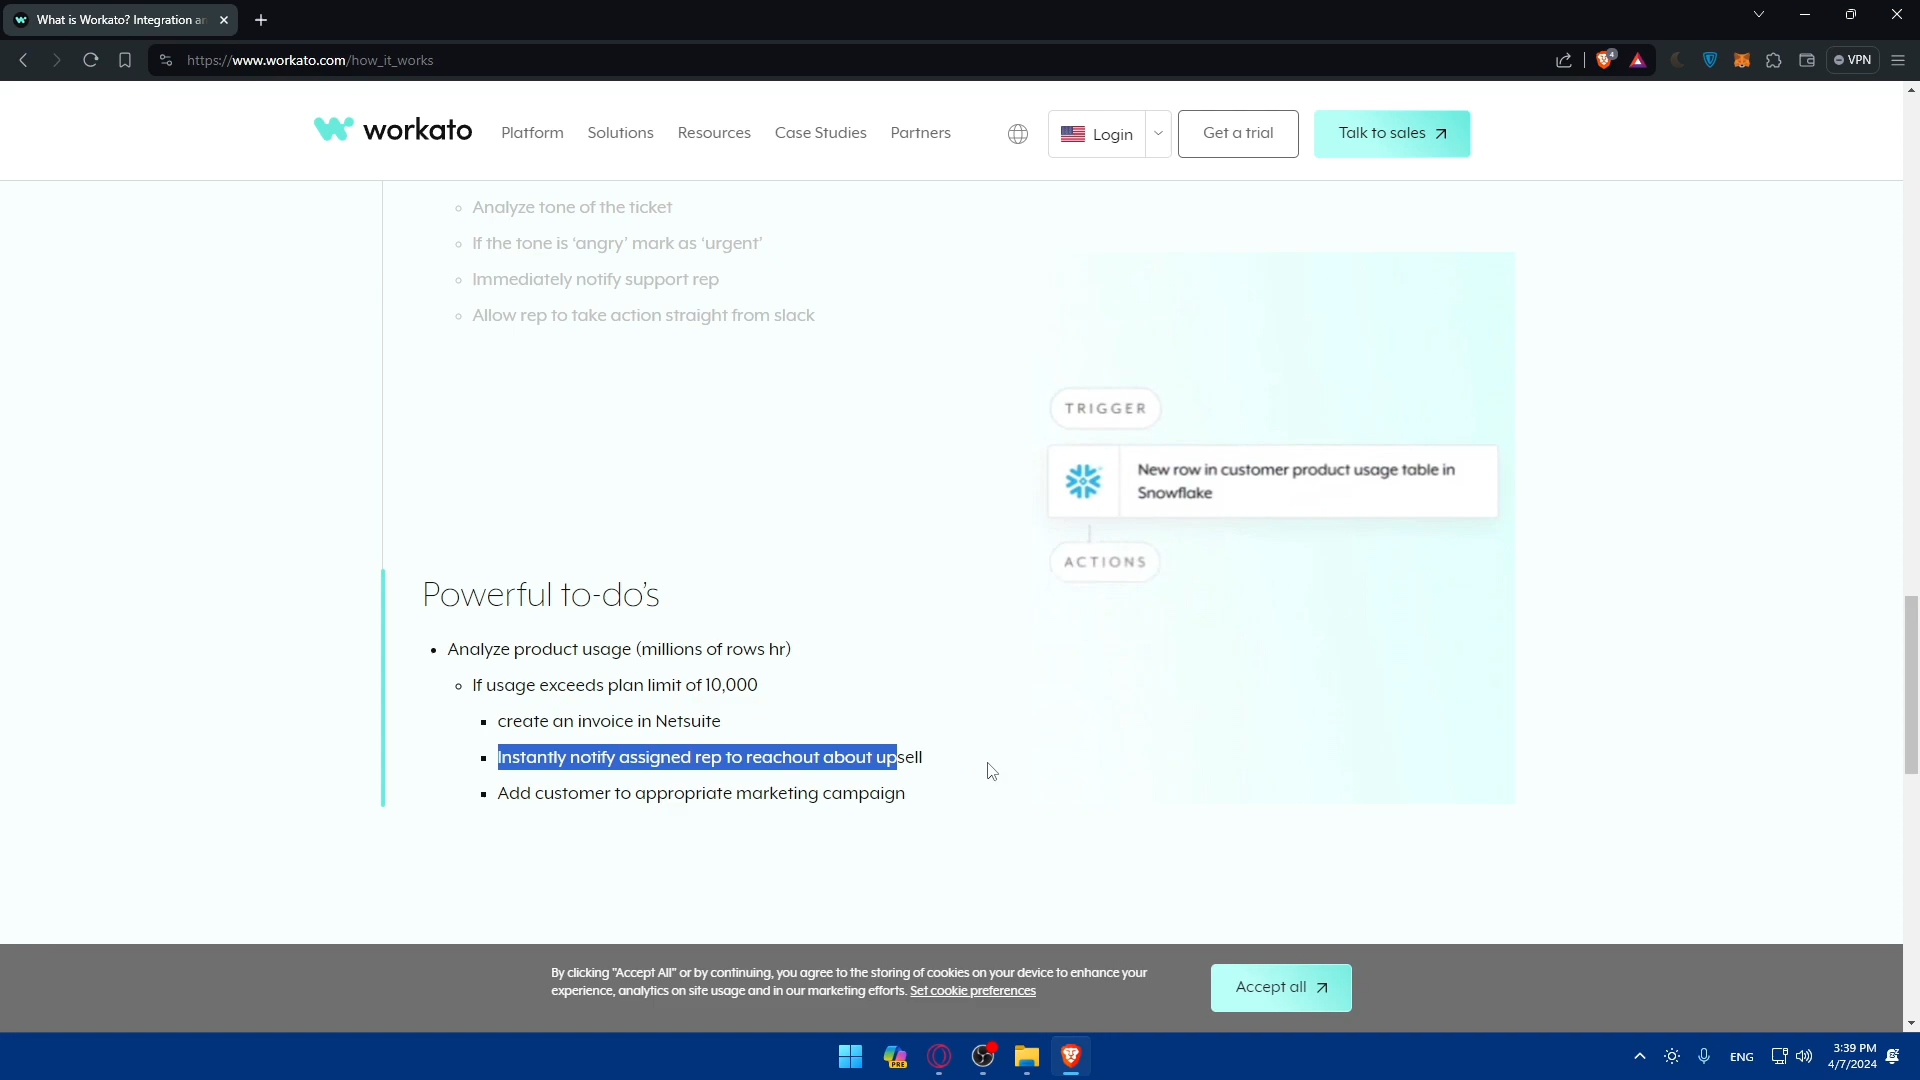 What is Workato? Integration an
https://www.workato.com/how_it_works
4
VPN
workato
Platform
Solutions
Resources
Case Studies
Partners
Login
Get a trial
Talk to sales
Analyze tone of the ticket
If the tone is ‘angry’ mark as ‘urgent’
Immediately notify support rep
Allow rep to take action straight from slack
TRIGGER
New row in customer product usage table in
Snowflake
ACTIONS
Powerful to-do’s
Analyze product usage (millions of rows hr)
If usage exceeds plan limit of 10,000
create an invoice in Netsuite
Instantly notify assigned rep to reachout about upsell
Add customer to appropriate marketing campaign
By clicking "Accept All" or by continuing, you agree to the storing of cookies on your device to enhance your
experience, analytics on site usage and in our marketing efforts. Set cookie preferences
Accept all
PRE
ENG
3:39 PM
4/7/2024